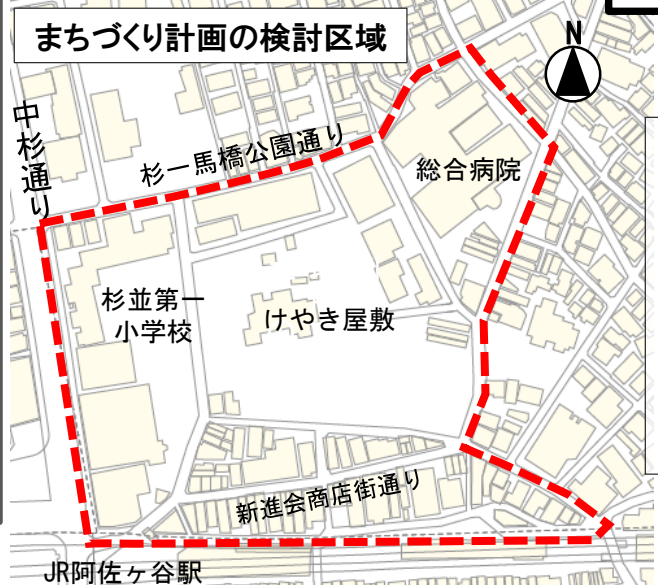 まちづくり計画の検討区域
N
中杉通り
杉一馬橋公園通り
総合病院
杉並第一
小学校
けやき屋敷
新進会商店街通り
JR阿佐ヶ谷駅